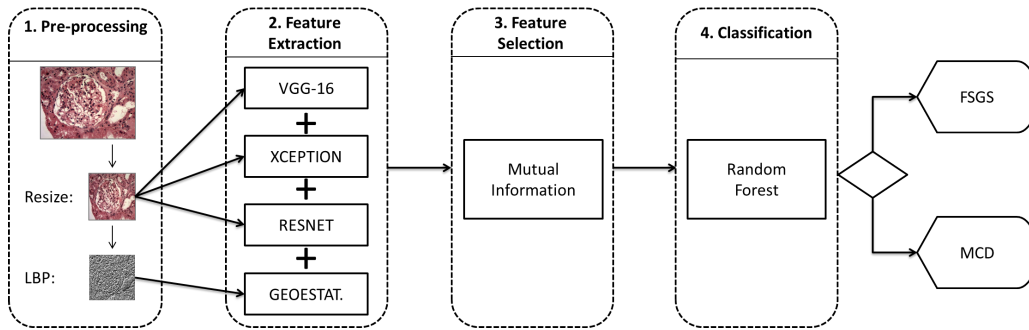 1. Pre-processing
Resize:
LBP:
2. Feature
Extraction
VGG-16
+
XCEPTION
+
RESNET
+
GEOESTAT.
3. Feature
Selection
Mutual
Information
4. Classification
Random
Forest
FSGS
MCD